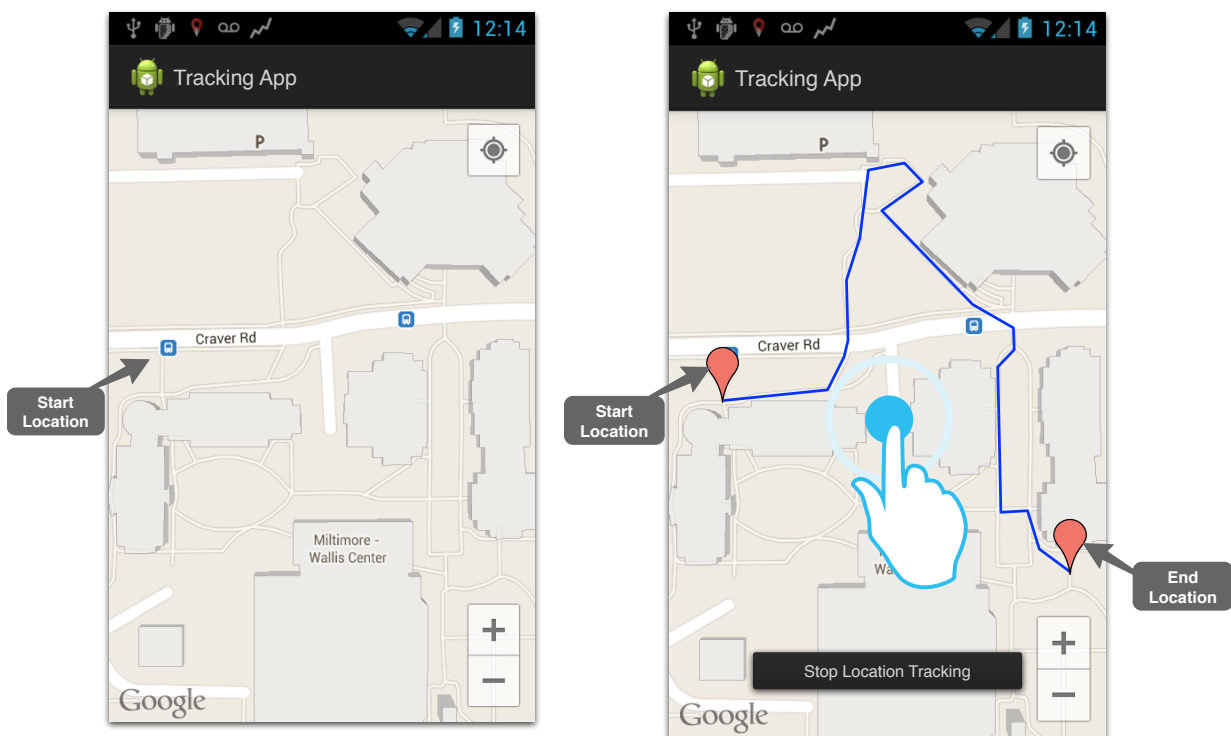 12:14
Tracking App
P
Craver Rd
Start
Location
Miltimore -
Wallis Center
+
−
Google
12:14
Tracking App
P
Craver Rd
Start
Location
Wa
End
Location
+
−
Stop Location Tracking
Google